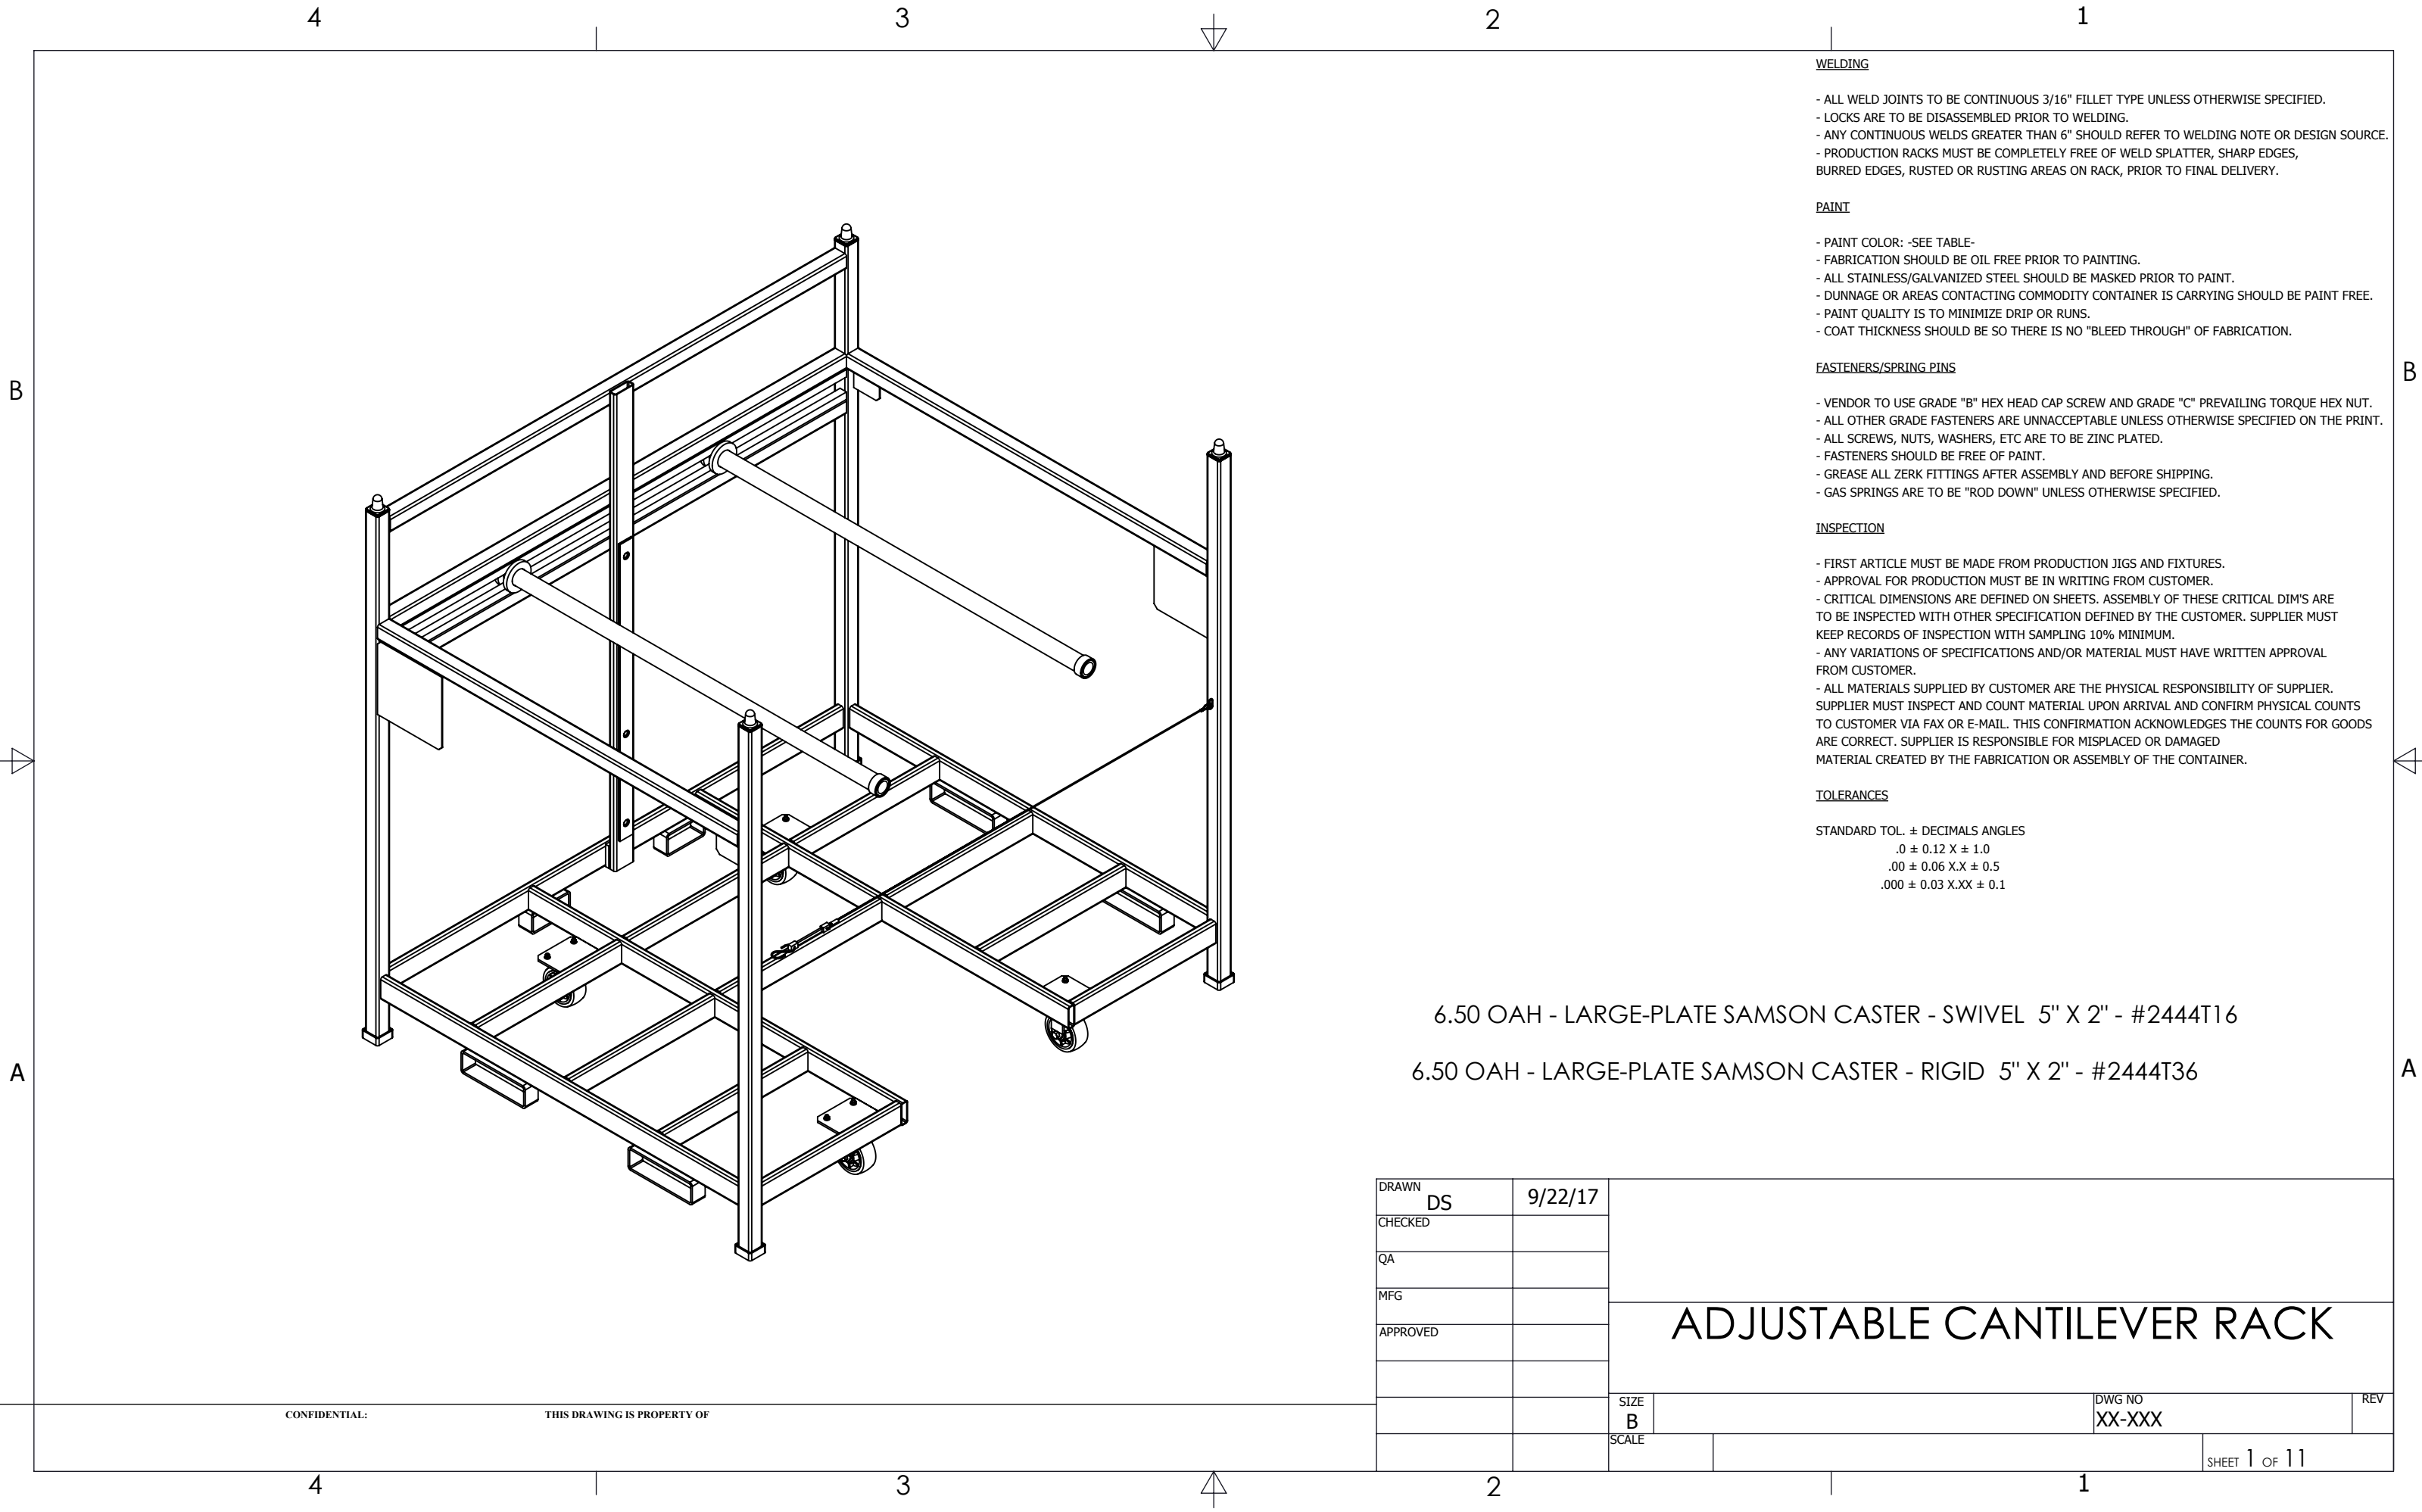 4 3 2 1
WELDING
- ALL WELD JOINTS TO BE CONTINUOUS 3/16" FILLET TYPE UNLESS OTHERWISE SPECIFIED.
- LOCKS ARE TO BE DISASSEMBLED PRIOR TO WELDING.
- ANY CONTINUOUS WELDS GREATER THAN 6" SHOULD REFER TO WELDING NOTE OR DESIGN SOURCE.
- PRODUCTION RACKS MUST BE COMPLETELY FREE OF WELD SPLATTER, SHARP EDGES,
BURRED EDGES, RUSTED OR RUSTING AREAS ON RACK, PRIOR TO FINAL DELIVERY.
PAINT
- PAINT COLOR: -SEE TABLE-
- FABRICATION SHOULD BE OIL FREE PRIOR TO PAINTING.
- ALL STAINLESS/GALVANIZED STEEL SHOULD BE MASKED PRIOR TO PAINT.
- DUNNAGE OR AREAS CONTACTING COMMODITY CONTAINER IS CARRYING SHOULD BE PAINT FREE.
- PAINT QUALITY IS TO MINIMIZE DRIP OR RUNS.
- COAT THICKNESS SHOULD BE SO THERE IS NO "BLEED THROUGH" OF FABRICATION.
FASTENERS/SPRING PINS
B B
- VENDOR TO USE GRADE "B" HEX HEAD CAP SCREW AND GRADE "C" PREVAILING TORQUE HEX NUT.
- ALL OTHER GRADE FASTENERS ARE UNNACCEPTABLE UNLESS OTHERWISE SPECIFIED ON THE PRINT.
- ALL SCREWS, NUTS, WASHERS, ETC ARE TO BE ZINC PLATED.
- FASTENERS SHOULD BE FREE OF PAINT.
- GREASE ALL ZERK FITTINGS AFTER ASSEMBLY AND BEFORE SHIPPING.
- GAS SPRINGS ARE TO BE "ROD DOWN" UNLESS OTHERWISE SPECIFIED.
INSPECTION
- FIRST ARTICLE MUST BE MADE FROM PRODUCTION JIGS AND FIXTURES.
- APPROVAL FOR PRODUCTION MUST BE IN WRITING FROM CUSTOMER.
- CRITICAL DIMENSIONS ARE DEFINED ON SHEETS. ASSEMBLY OF THESE CRITICAL DIM'S ARE
TO BE INSPECTED WITH OTHER SPECIFICATION DEFINED BY THE CUSTOMER. SUPPLIER MUST
KEEP RECORDS OF INSPECTION WITH SAMPLING 10% MINIMUM.
- ANY VARIATIONS OF SPECIFICATIONS AND/OR MATERIAL MUST HAVE WRITTEN APPROVAL
FROM CUSTOMER.
- ALL MATERIALS SUPPLIED BY CUSTOMER ARE THE PHYSICAL RESPONSIBILITY OF SUPPLIER.
SUPPLIER MUST INSPECT AND COUNT MATERIAL UPON ARRIVAL AND CONFIRM PHYSICAL COUNTS
TO CUSTOMER VIA FAX OR E-MAIL. THIS CONFIRMATION ACKNOWLEDGES THE COUNTS FOR GOODS
ARE CORRECT. SUPPLIER IS RESPONSIBLE FOR MISPLACED OR DAMAGED
MATERIAL CREATED BY THE FABRICATION OR ASSEMBLY OF THE CONTAINER.
TOLERANCES
STANDARD TOL. ± DECIMALS ANGLES
.0 ± 0.12 X ± 1.0
.00 ± 0.06 X.X ± 0.5
.000 ± 0.03 X.XX ± 0.1
6.50 OAH - LARGE-PLATE SAMSON CASTER - SWIVEL 5" X 2" - #2444T16
A A
6.50 OAH - LARGE-PLATE SAMSON CASTER - RIGID 5" X 2" - #2444T36
DRAWN DS 9/22/17
CHECKED
QA
MFG
APPROVED
ADJUSTABLE CANTILEVER RACK
SIZE B
DWG NO XX-XXX
REV
SCALE
SHEET 1 OF 11
CONFIDENTIAL: THIS DRAWING IS PROPERTY OF
4 3 2 1